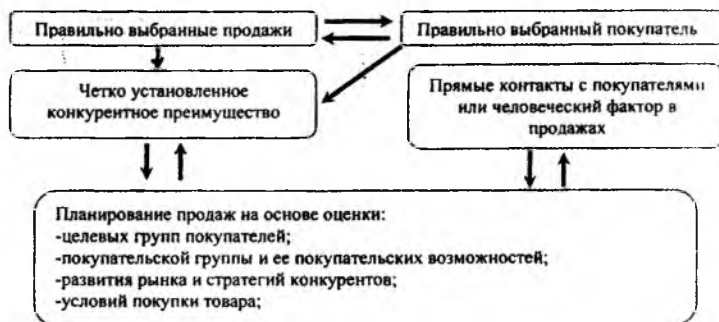 Правильно выбранные продажи
Правильно выбранный покупатель
Четко установленное
конкурентное преимущество
Прямые контакты с покупателями
или человеческий фактор в
продажах
Планирование продаж на основе оценки:
-целевых групп покупателей;
-покупательской группы и ее покупательских возможностей;
-развития рынка и стратегий конкурентов;
-условий покупки товара;